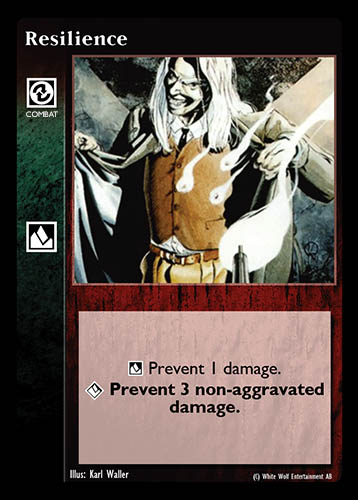 Resilience
COMBAT
Prevent 1 damage.
Prevent 3 non-aggravated
damage.
Illus: Karl Waller
(C) White Wolf Entertainment AB